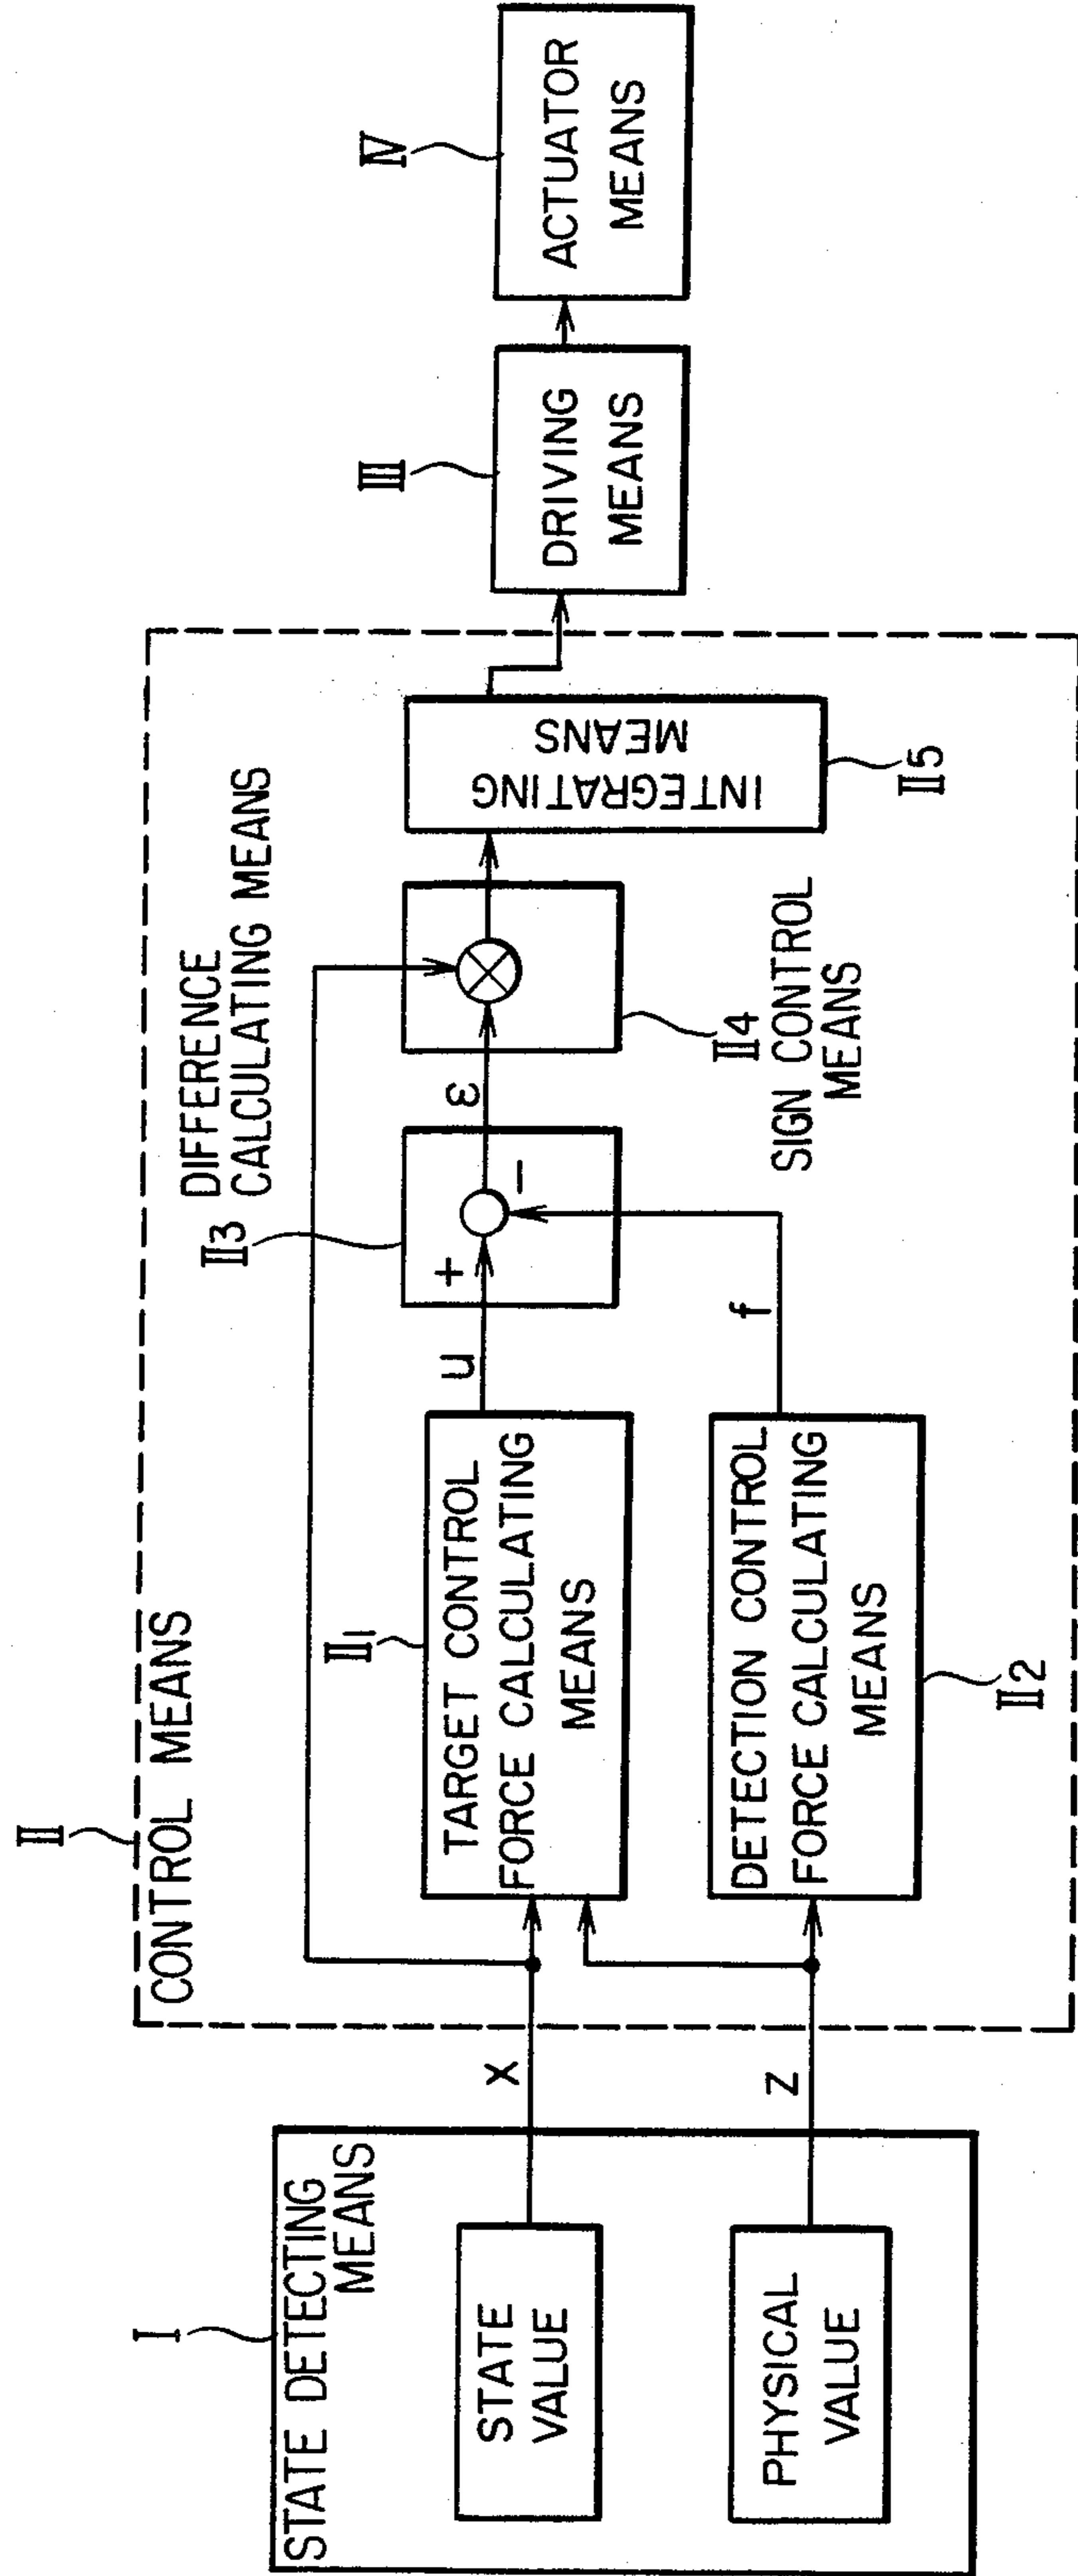 I
STATE DETECTING
MEANS
STATE
VALUE
PHYSICAL
VALUE
x
z
II
CONTROL MEANS
II1
TARGET CONTROL
FORCE CALCULATING
MEANS
DETECTION CONTROL
FORCE CALCULATING
MEANS
II2
u
f
II3
DIFFERENCE
CALCULATING MEANS
+
−
ε
II4
SIGN CONTROL
MEANS
INTEGRATING
MEANS
II5
III
DRIVING
MEANS
IV
ACTUATOR
MEANS